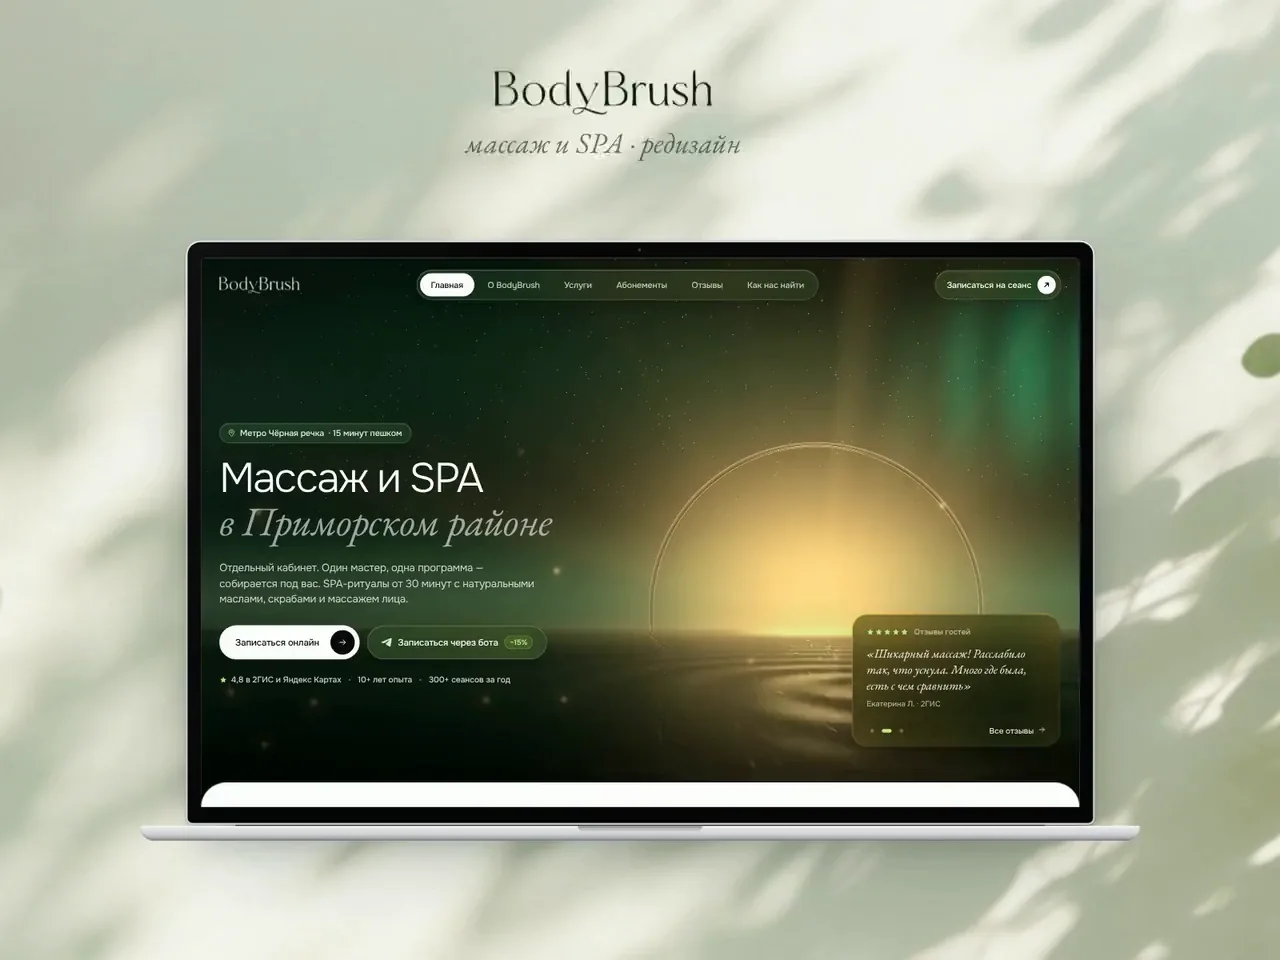 BodyBrush
массаж и SPA · редизайн
BodyBrush
Главная
О BodyBrush
Услуги
Абонементы
Отзывы
Как нас найти
Записаться на сеанс
Метро Чёрная речка · 15 минут пешком
Массаж и SPA
в Приморском районе
Отдельный кабинет. Один мастер, одна программа —
собирается под вас. SPA-ритуалы от 30 минут с натуральными
маслами, скрабами и массажем лица.
Записаться онлайн
Записаться через бота
-15%
★ 4,8 в 2ГИС и Яндекс Картах · 10+ лет опыта · 300+ сеансов за год
★★★★★ Отзывы гостей
«Шикарный массаж! Расслабило
так, что уснула. Много где была,
есть с чем сравнить»
Екатерина Л. · 2ГИС
Все отзывы →